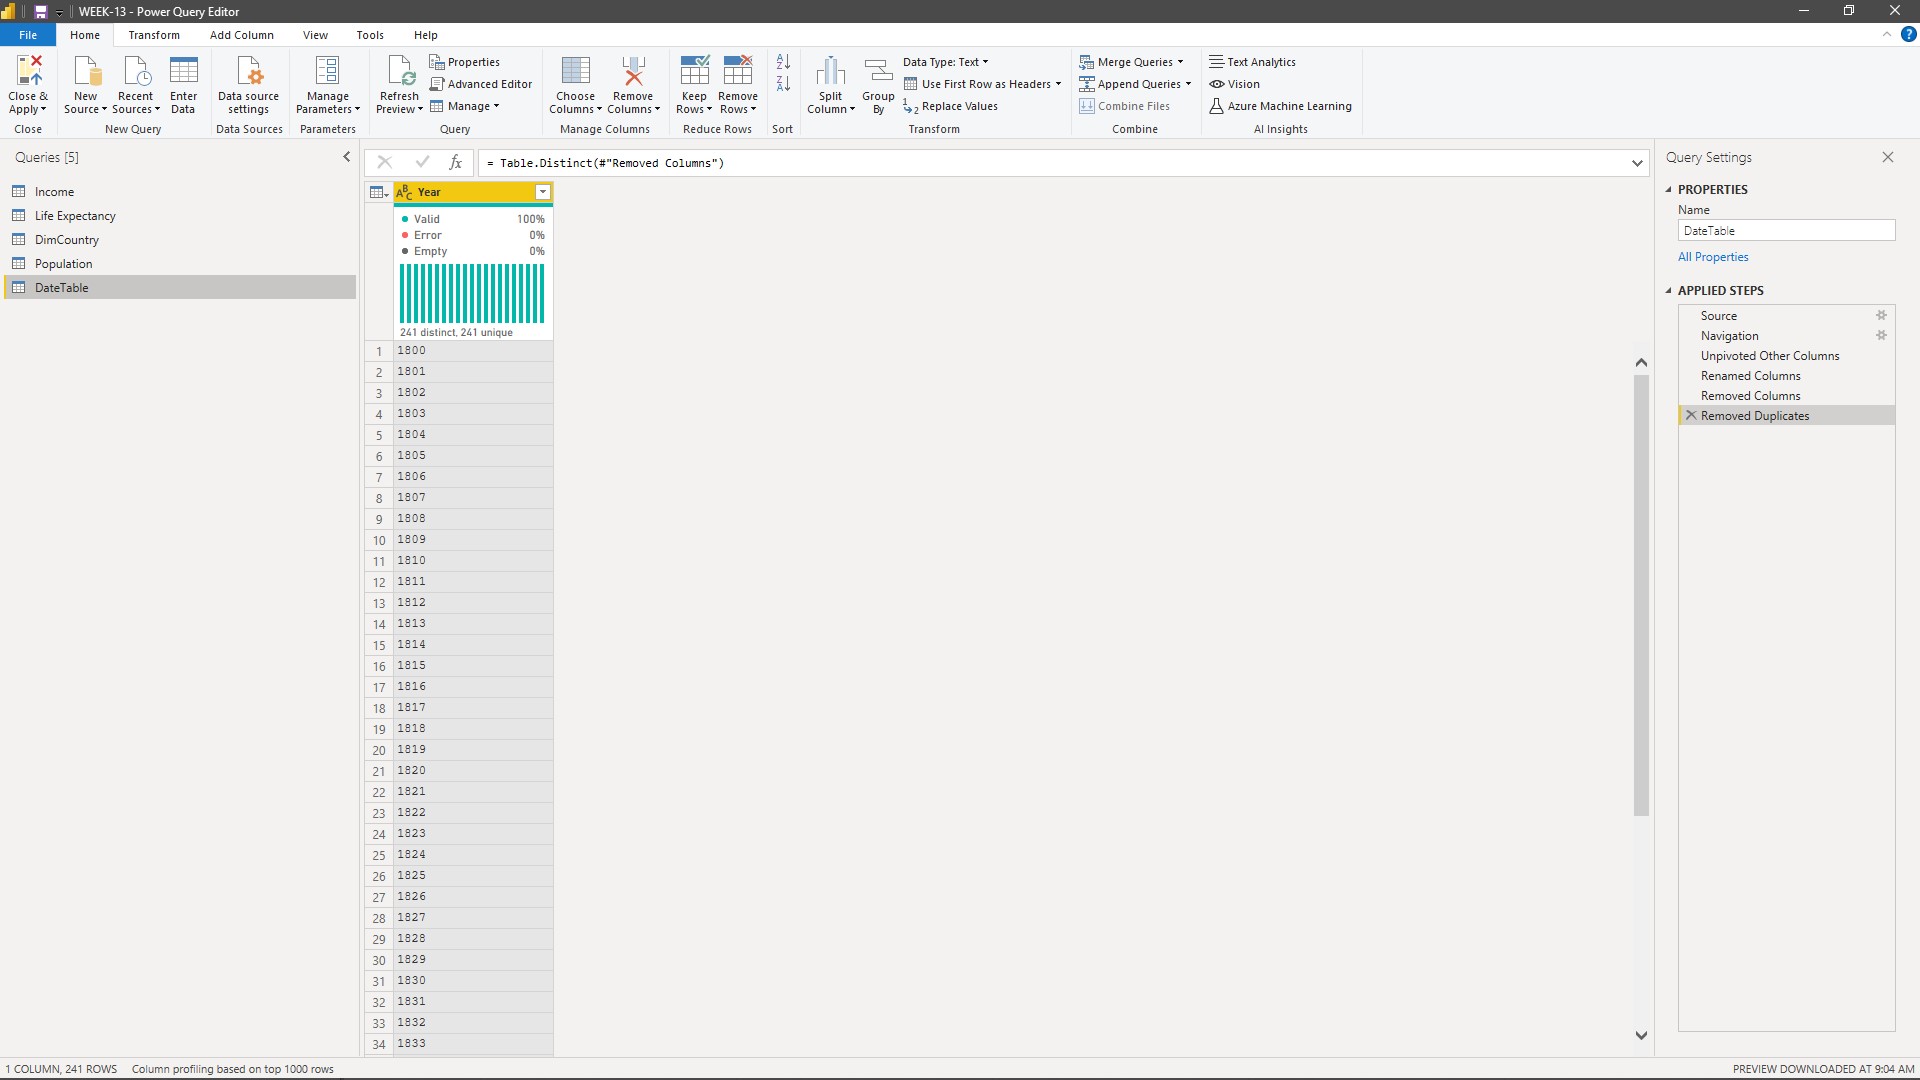 WEEK-13 - Power Query Editor
File Home Transform Add Column View Tools Help
Close & Apply
Close
New Source
Recent Sources
Enter Data
New Query
Data source settings
Data Sources
Manage Parameters
Parameters
Refresh Preview
Properties
Advanced Editor
Manage
Query
Choose Columns
Remove Columns
Manage Columns
Keep Rows
Remove Rows
Reduce Rows
Sort
Split Column
Group By
Data Type: Text
Use First Row as Headers
Replace Values
Transform
Merge Queries
Append Queries
Combine Files
Combine
Text Analytics
Vision
Azure Machine Learning
AI Insights
Queries [5]
Income
Life Expectancy
DimCountry
Population
DateTable
fx
= Table.Distinct(#"Removed Columns")
Year
Valid 100%
Error 0%
Empty 0%
241 distinct, 241 unique
1 1800
2 1801
3 1802
4 1803
5 1804
6 1805
7 1806
8 1807
9 1808
10 1809
11 1810
12 1811
13 1812
14 1813
15 1814
16 1815
17 1816
18 1817
19 1818
20 1819
21 1820
22 1821
23 1822
24 1823
25 1824
26 1825
27 1826
28 1827
29 1828
30 1829
31 1830
32 1831
33 1832
34 1833
Query Settings
PROPERTIES
Name
DateTable
All Properties
APPLIED STEPS
Source
Navigation
Unpivoted Other Columns
Renamed Columns
Removed Columns
Removed Duplicates
1 COLUMN, 241 ROWS Column profiling based on top 1000 rows
PREVIEW DOWNLOADED AT 9:04 AM